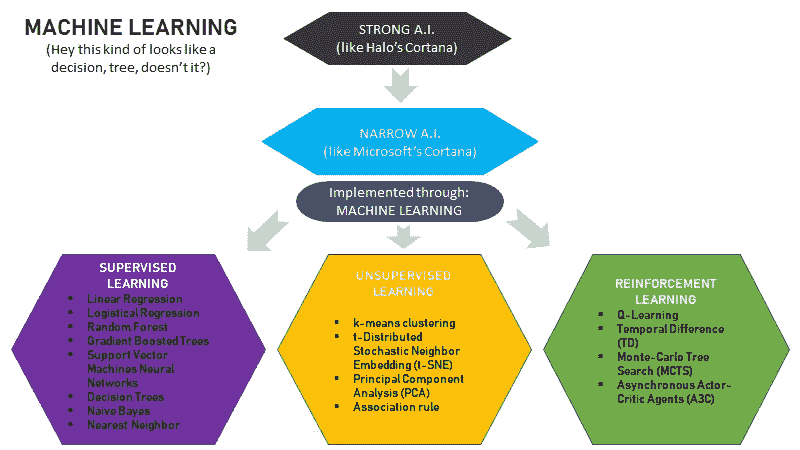 MACHINE LEARNING
(Hey this kind of looks like a
decision, tree, doesn't it?)
STRONG A.I.
(like Halo's Cortana)
NARROW A.I.
(like Microsoft's Cortana)
Implemented through:
MACHINE LEARNING
SUPERVISED
LEARNING
• Linear Regression
• Logistical Regression
• Random Forest
• Gradient Boosted Trees
• Support Vector
Machines Neural
Networks
• Decision Trees
• Naive Bayes
• Nearest Neighbor
UNSUPERVISED
LEARNING
▪ k-means clustering
▪ t-Distributed
Stochastic Neighbor
Embedding (t-SNE)
▪ Principal Component
Analysis (PCA)
▪ Association rule
REINFORCEMENT
LEARNING
▪ Q-Learning
▪ Temporal Difference
(TD)
▪ Monte-Carlo Tree
Search (MCTS)
▪ Asynchronous Actor-
Critic Agents (A3C)